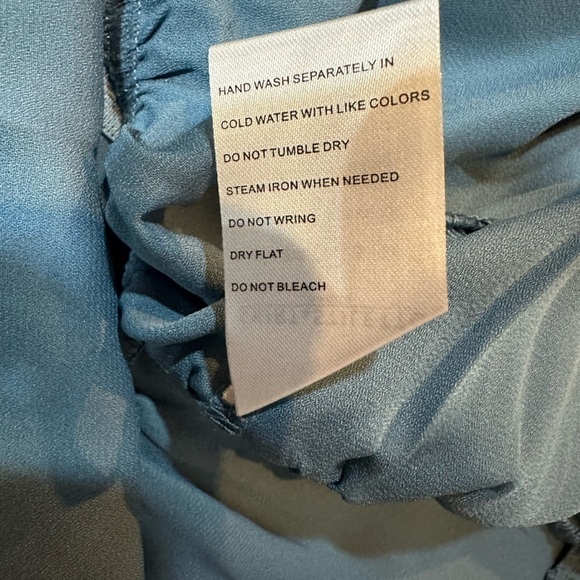 HAND WASH SEPARATELY IN
COLD WATER WITH LIKE COLORS
DO NOT TUMBLE DRY
STEAM IRON WHEN NEEDED
DO NOT WRING
DRY FLAT
DO NOT BLEACH